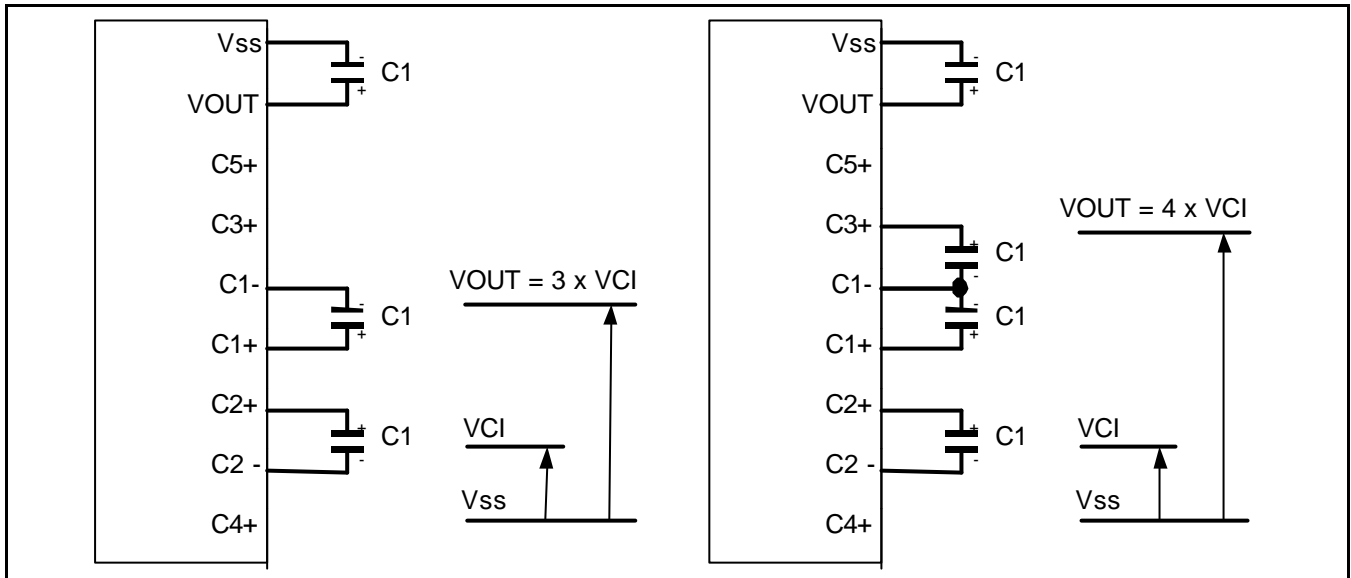 Vss
-
C1
+
VOUT
C5+
C3+
C1-
-
C1
+
C1+
C2+
+
C1
-
C2 -
C4+
VOUT = 3 x VCI
VCI
Vss
Vss
-
C1
+
VOUT
C5+
C3+
+
C1
-
C1-
-
C1
+
C1+
C2+
+
C1
-
C2 -
C4+
VOUT = 4 x VCI
VCI
Vss